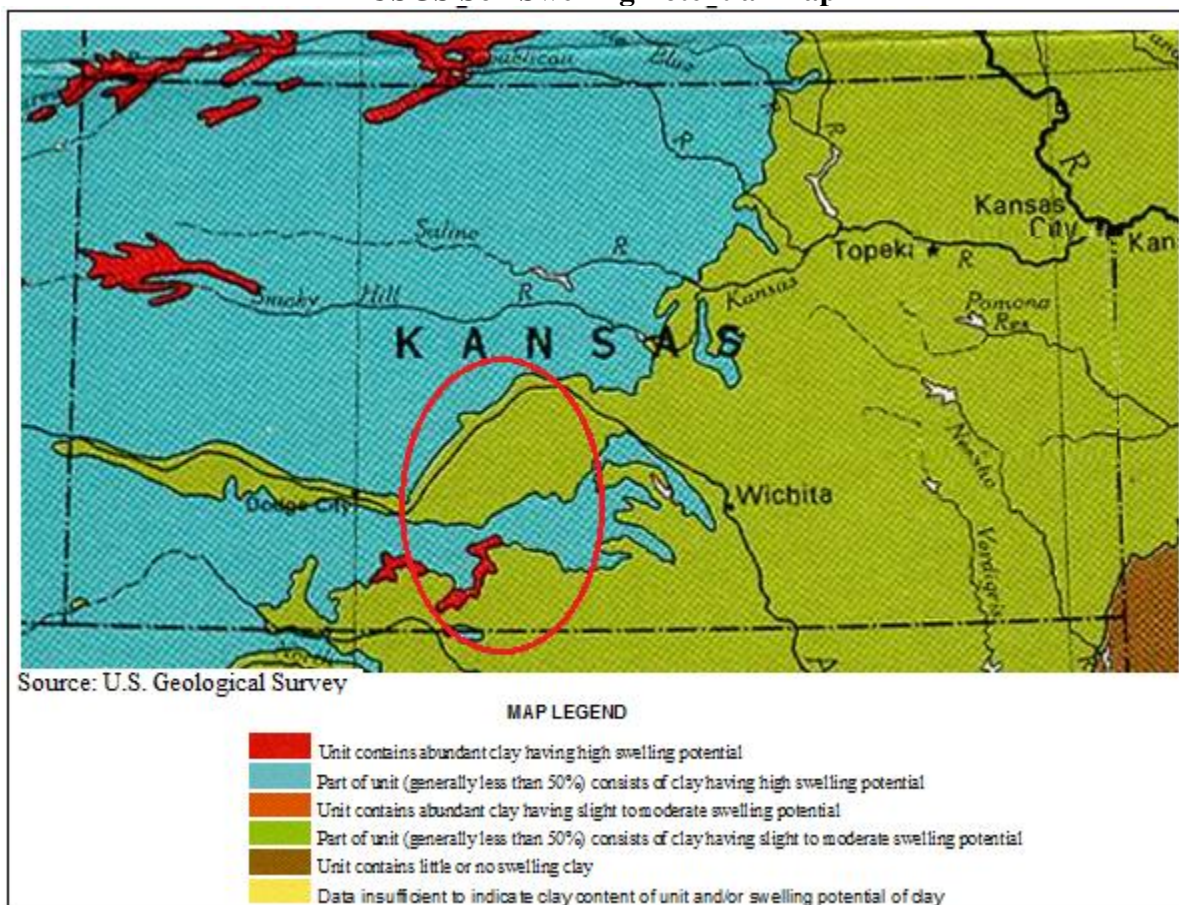 Republican
Blue
R
R
R
R
Saline
R
Kansas
City
Kan
Topeki
R
Smoky Hill R
Kansas
Pomona
Res
KANSAS
Neosho
Dodge City
Wichita
Verdigris
Source: U.S. Geological Survey
MAP LEGEND
Unit contains abundant clay having high swelling potential
Part of unit (generally less than 50%) consists of clay having high swelling potential
Unit contains abundant clay having slight to moderate swelling potential
Part of unit (generally less than 50%) consists of clay having slight to moderate swelling potential
Unit contains little or no swelling clay
Data insufficient to indicate clay content of unit and/or swelling potential of clay